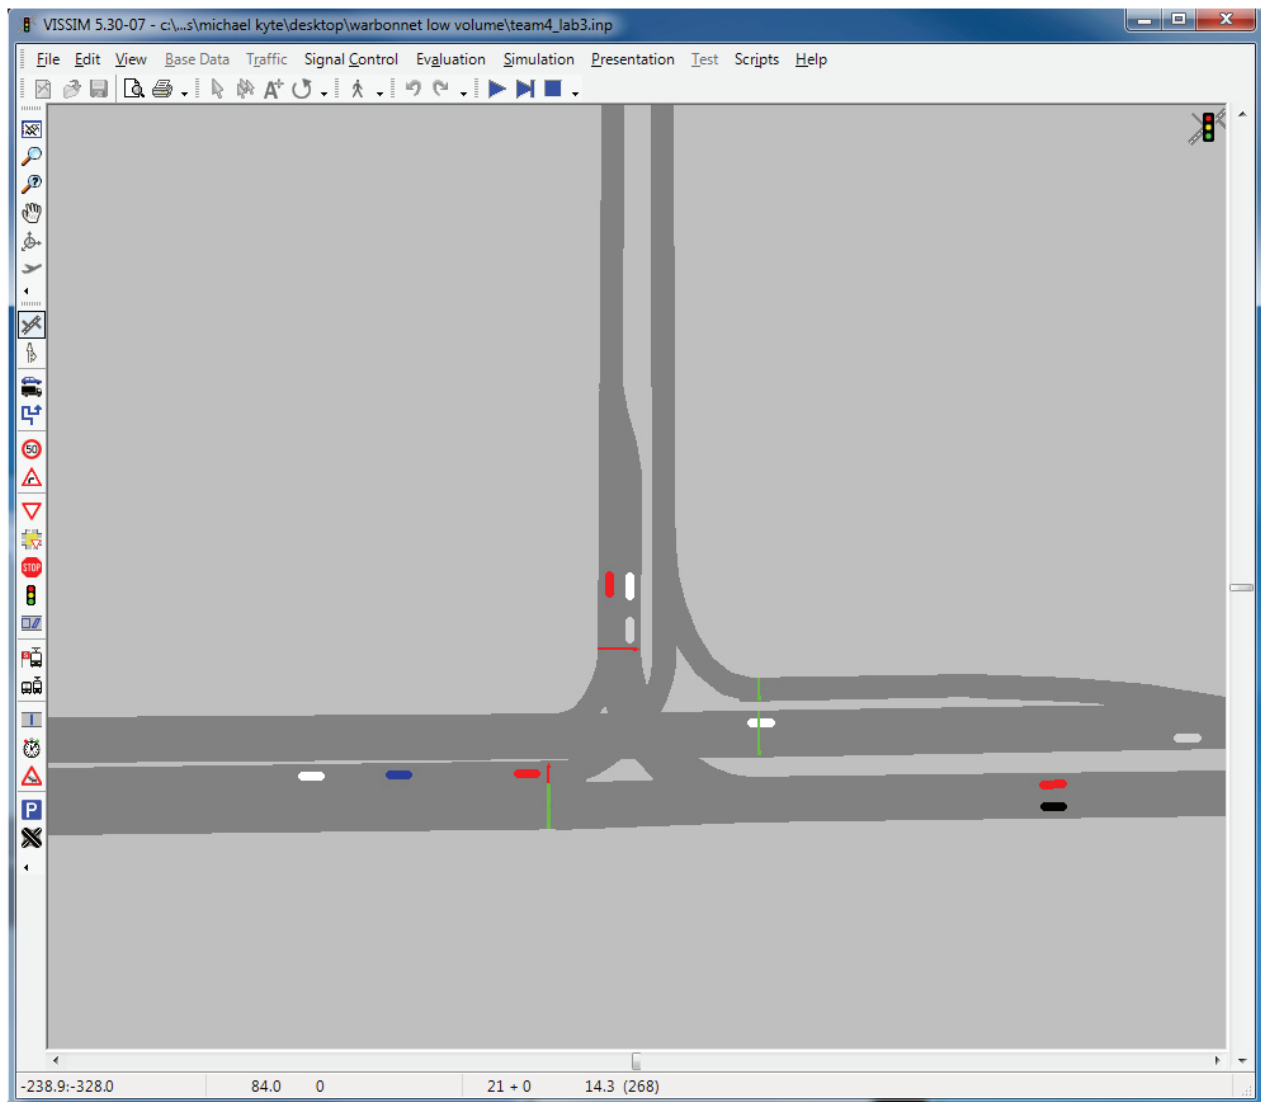 VISSIM 5.30-07 - c:\...s\michael kyte\desktop\warbonnet low volume\team4_lab3.inp
File Edit View Base Data Traffic Signal Control Evaluation Simulation Presentation Test Scripts Help
A+
50
STOP
P
-238.9:-328.0 84.0 0 21 + 0 14.3 (268)